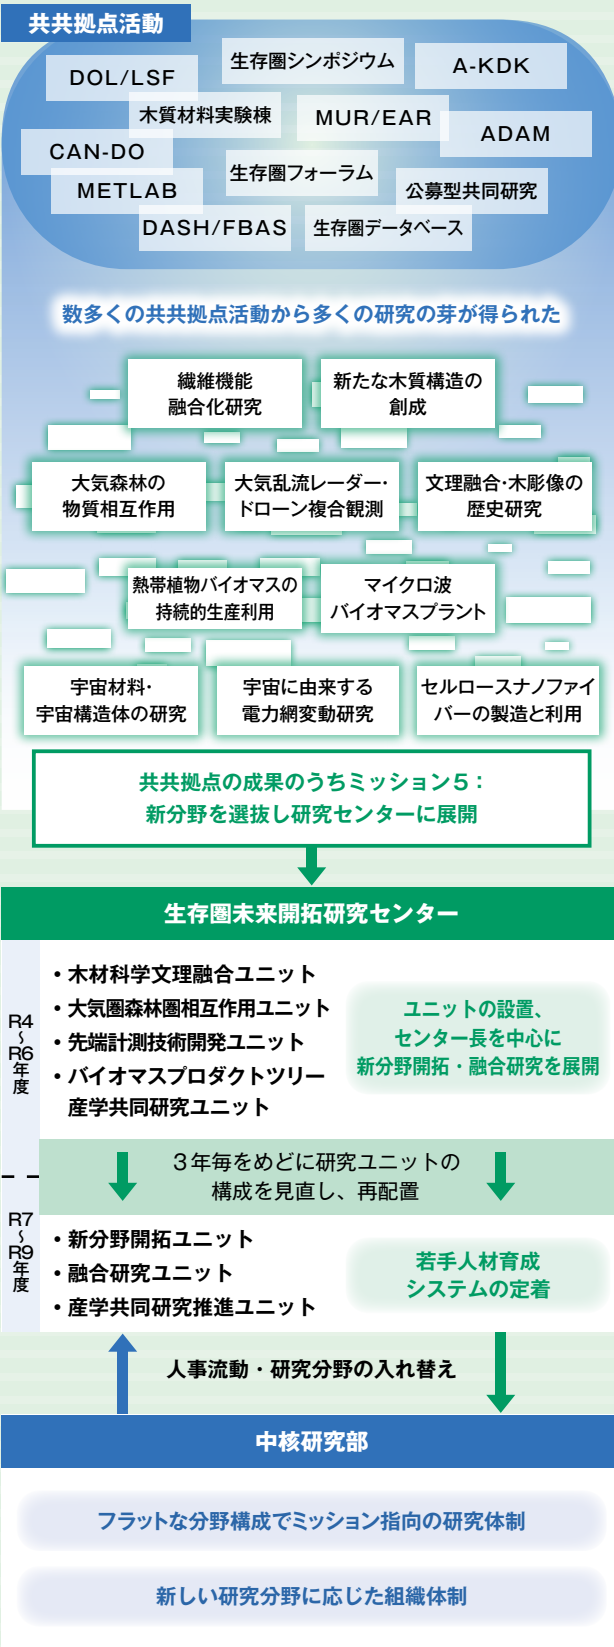 共共拠点活動
生存圏シンポジウム
A-KDK
DOL/LSF
木質材料実験棟
MUR/EAR
ADAM
CAN-DO
生存圏フォーラム
METLAB
公募型共同研究
DASH/FBAS
生存圏データベース
数多くの共共拠点活動から多くの研究の芽が得られた
繊維機能
融合化研究
新たな木質構造の
創成
大気森林の
物質相互作用
大気乱流レーダー・
ドローン複合観測
文理融合・木彫像の
歴史研究
熱帯植物バイオマスの
持続的生産利用
マイクロ波
バイオマスプラント
宇宙材料・
宇宙構造体の研究
宇宙に由来する
電力網変動研究
セルロースナノファイ
バーの製造と利用
共共拠点の成果のうちミッション5：
新分野を選抜し研究センターに展開
生存圏未来開拓研究センター
R4～R6年度
・木材科学文理融合ユニット
・大気圏森林圏相互作用ユニット
・先端計測技術開発ユニット
・バイオマスプロダクトツリー
産学共同研究ユニット
ユニットの設置、
センター長を中心に
新分野開拓・融合研究を展開
3年毎をめどに研究ユニットの
構成を見直し、再配置
R7～R9年度
・新分野開拓ユニット
・融合研究ユニット
・産学共同研究推進ユニット
若手人材育成
システムの定着
人事流動・研究分野の入れ替え
中核研究部
フラットな分野構成でミッション指向の研究体制
新しい研究分野に応じた組織体制